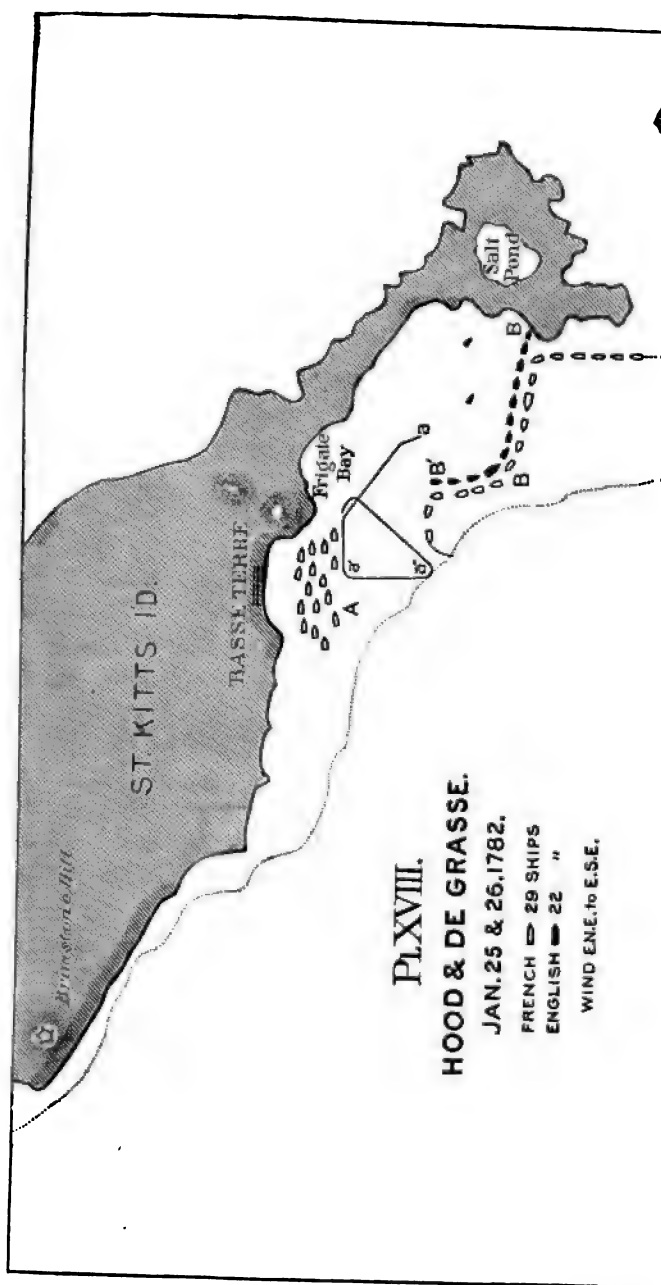 Brimstone Hill
ST. KITTS ID.
BASSE TERRE
Frigate
Bay
Salt
Pond
A
a
a'
a''
B'
B
B
PL.XVIII.
HOOD & DE GRASSE.
JAN. 25 & 26, 1782.
FRENCH 29 SHIPS
ENGLISH 22 "
WIND E.N.E. to E.S.E.